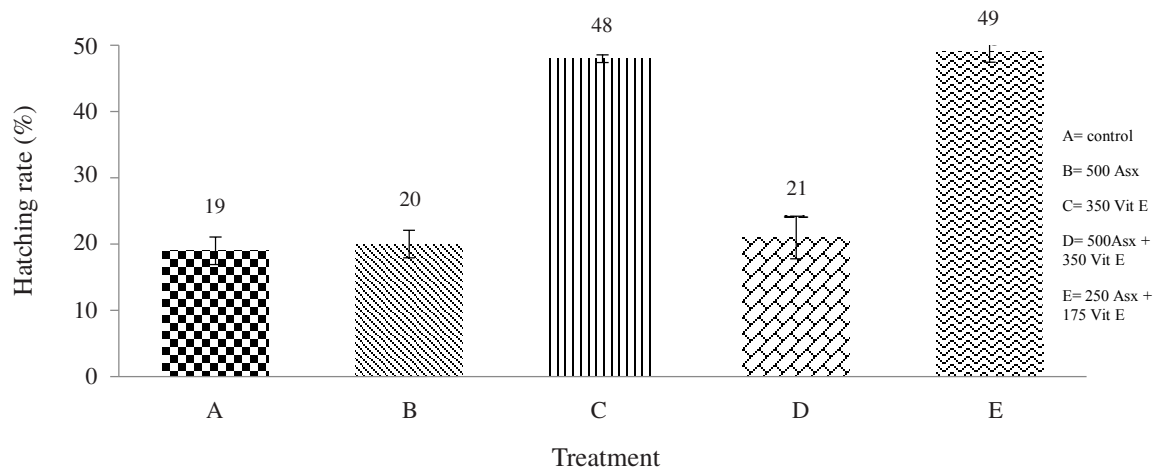 Hatching rate (%)
50
40
30
20
10
0
19
20
48
21
49
A
B
C
D
E
Treatment
A= control
B= 500 Asx
C= 350 Vit E
D= 500Asx +
350 Vit E
E= 250 Asx +
175 Vit E